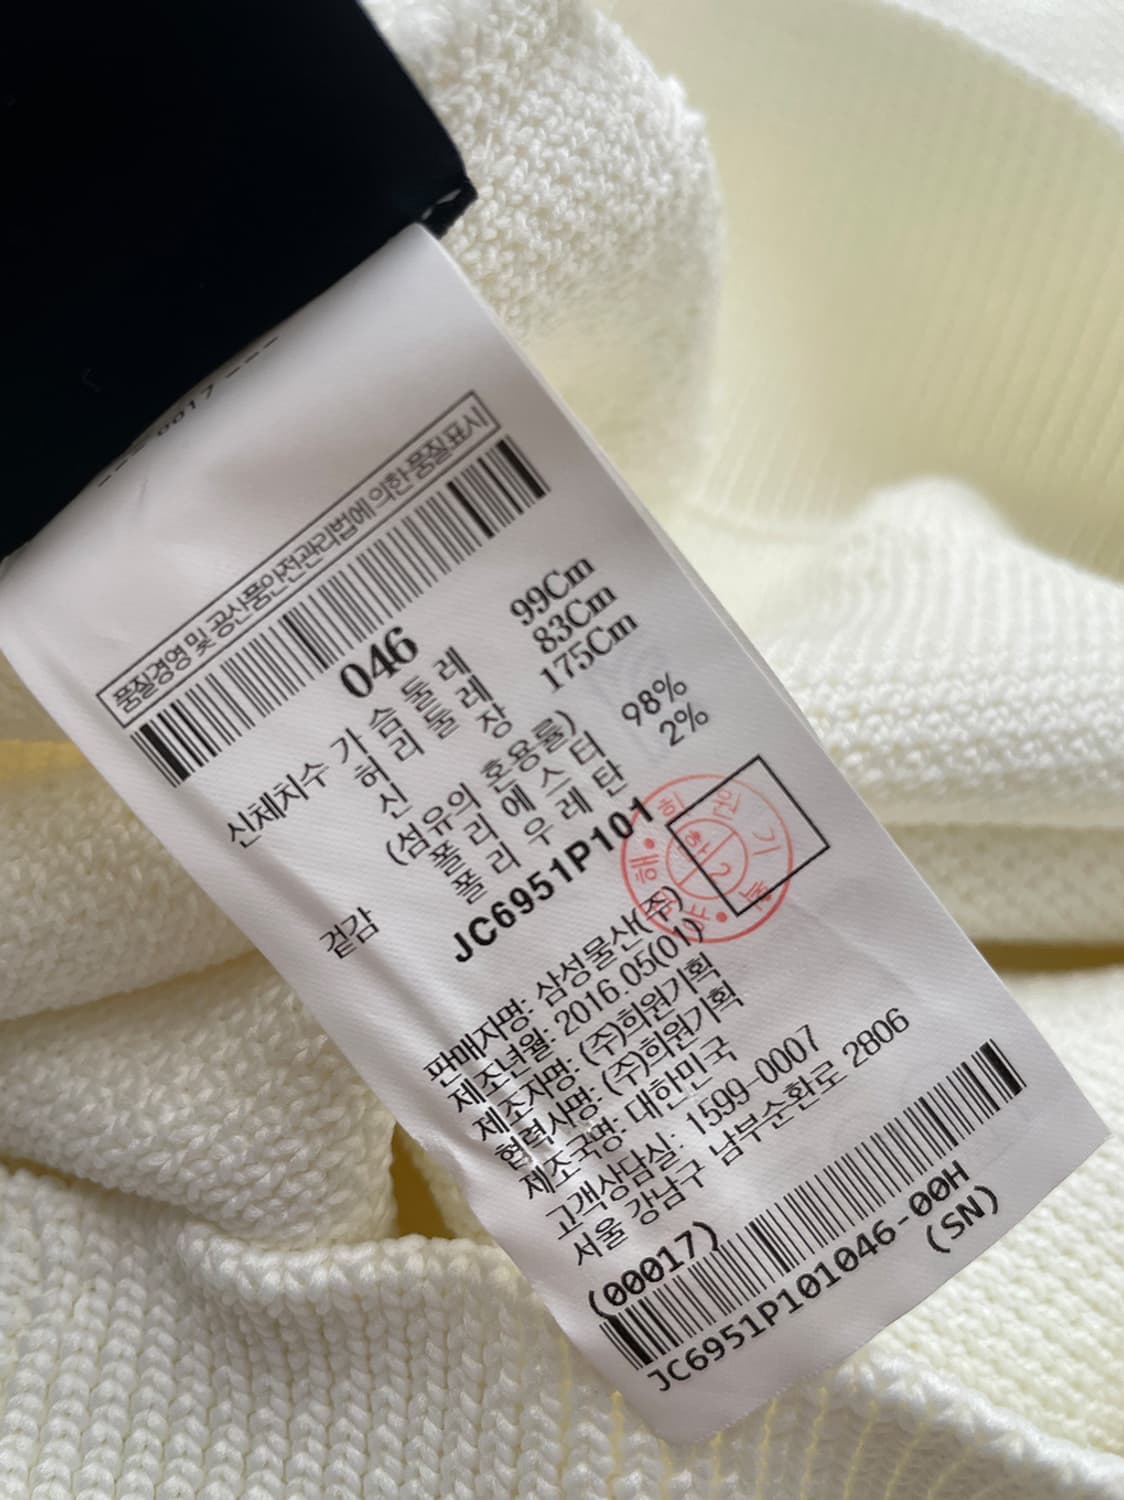 0017
품질경영 및 공산품안전관리법에 의한 품질표시
046
신체치수 가슴둘레 99Cm
허리둘레 83Cm
신장 175Cm
(섬유의 혼용률)
겉감 폴리에스터 98%
폴리우레탄 2%
JC6951P101
판매자명: 삼성물산(주)
제조년월: 2016.05(01)
제조자명: (주)희원기획
협력사명: (주)희원기획
제조국명: 대한민국
고객상담실: 1599-0007
서울 강남구 남부순환로 2806
(00017)
JC6951P101046-00H
(SN)